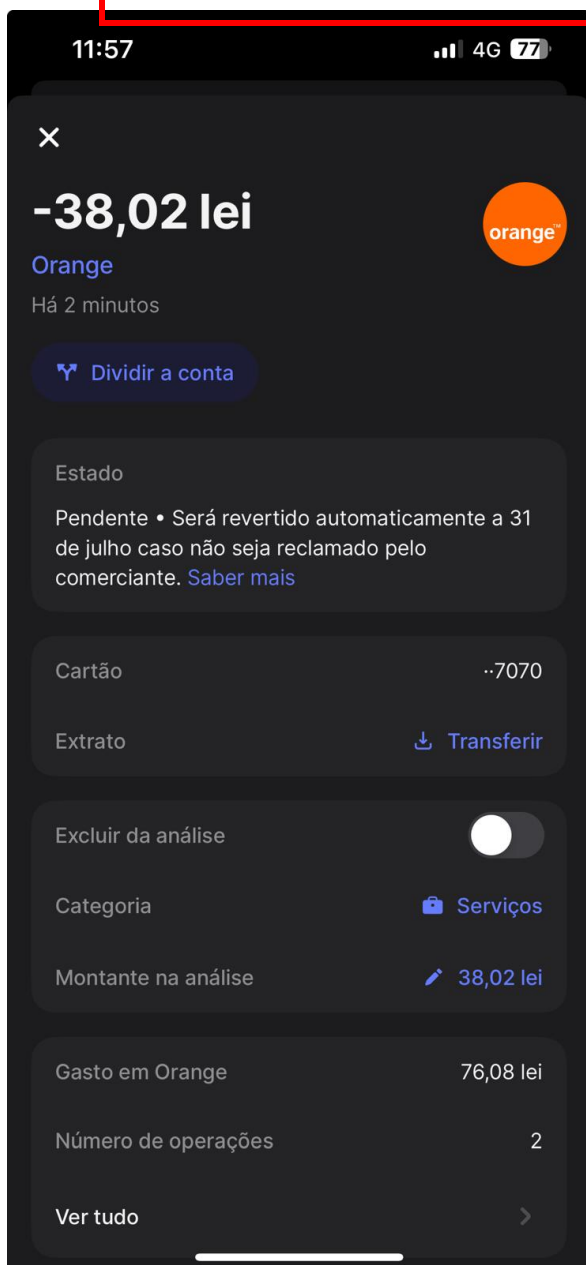 11:57
4G 77
-38,02 lei
orange™
Orange
Há 2 minutos
Dividir a conta
Estado
Pendente • Será revertido automaticamente a 31
de julho caso não seja reclamado pelo
comerciante. Saber mais
Cartão ··7070
Extrato Transferir
Excluir da análise
Categoria Serviços
Montante na análise 38,02 lei
Gasto em Orange 76,08 lei
Número de operações 2
Ver tudo